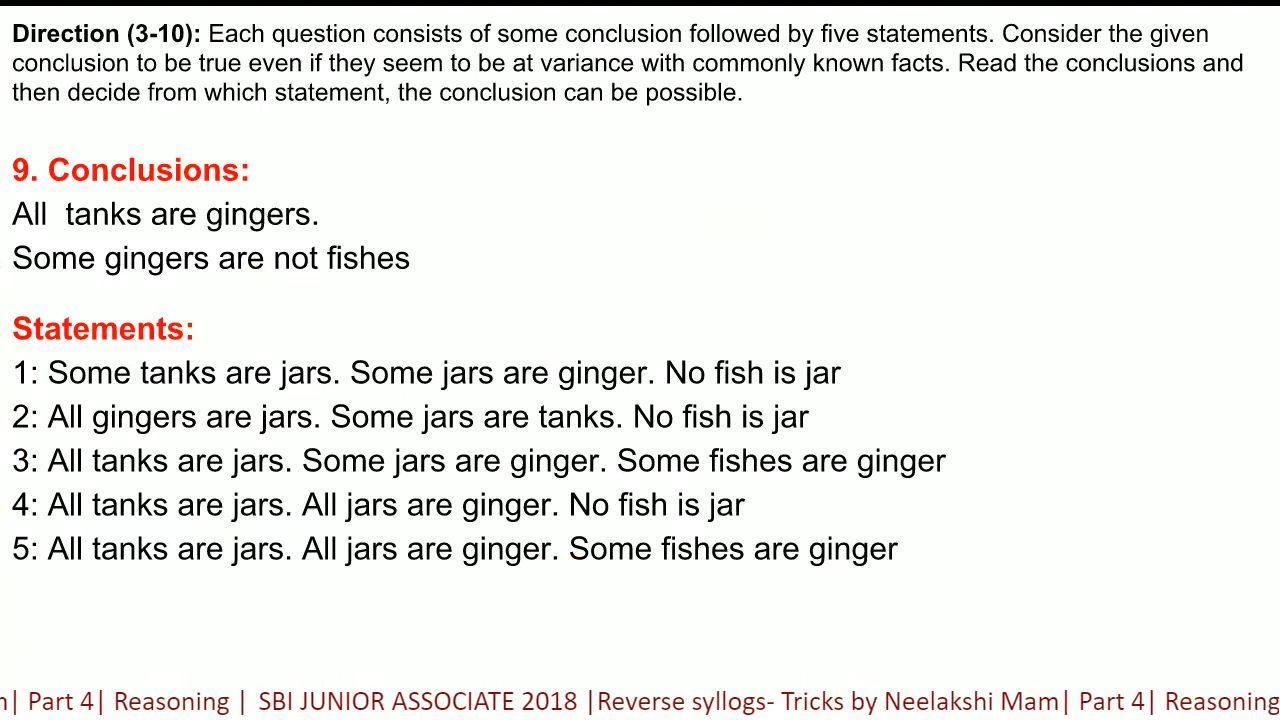 Direction (3-10): Each question consists of some conclusion followed by five statements. Consider the given
conclusion to be true even if they seem to be at variance with commonly known facts. Read the conclusions and
then decide from which statement, the conclusion can be possible.
9. Conclusions:
All tanks are gingers.
Some gingers are not fishes
Statements:
1: Some tanks are jars. Some jars are ginger. No fish is jar
2: All gingers are jars. Some jars are tanks. No fish is jar
3: All tanks are jars. Some jars are ginger. Some fishes are ginger
4: All tanks are jars. All jars are ginger. No fish is jar
5: All tanks are jars. All jars are ginger. Some fishes are ginger
m| Part 4| Reasoning | SBI JUNIOR ASSOCIATE 2018 |Reverse syllogs- Tricks by Neelakshi Mam| Part 4| Reasoning